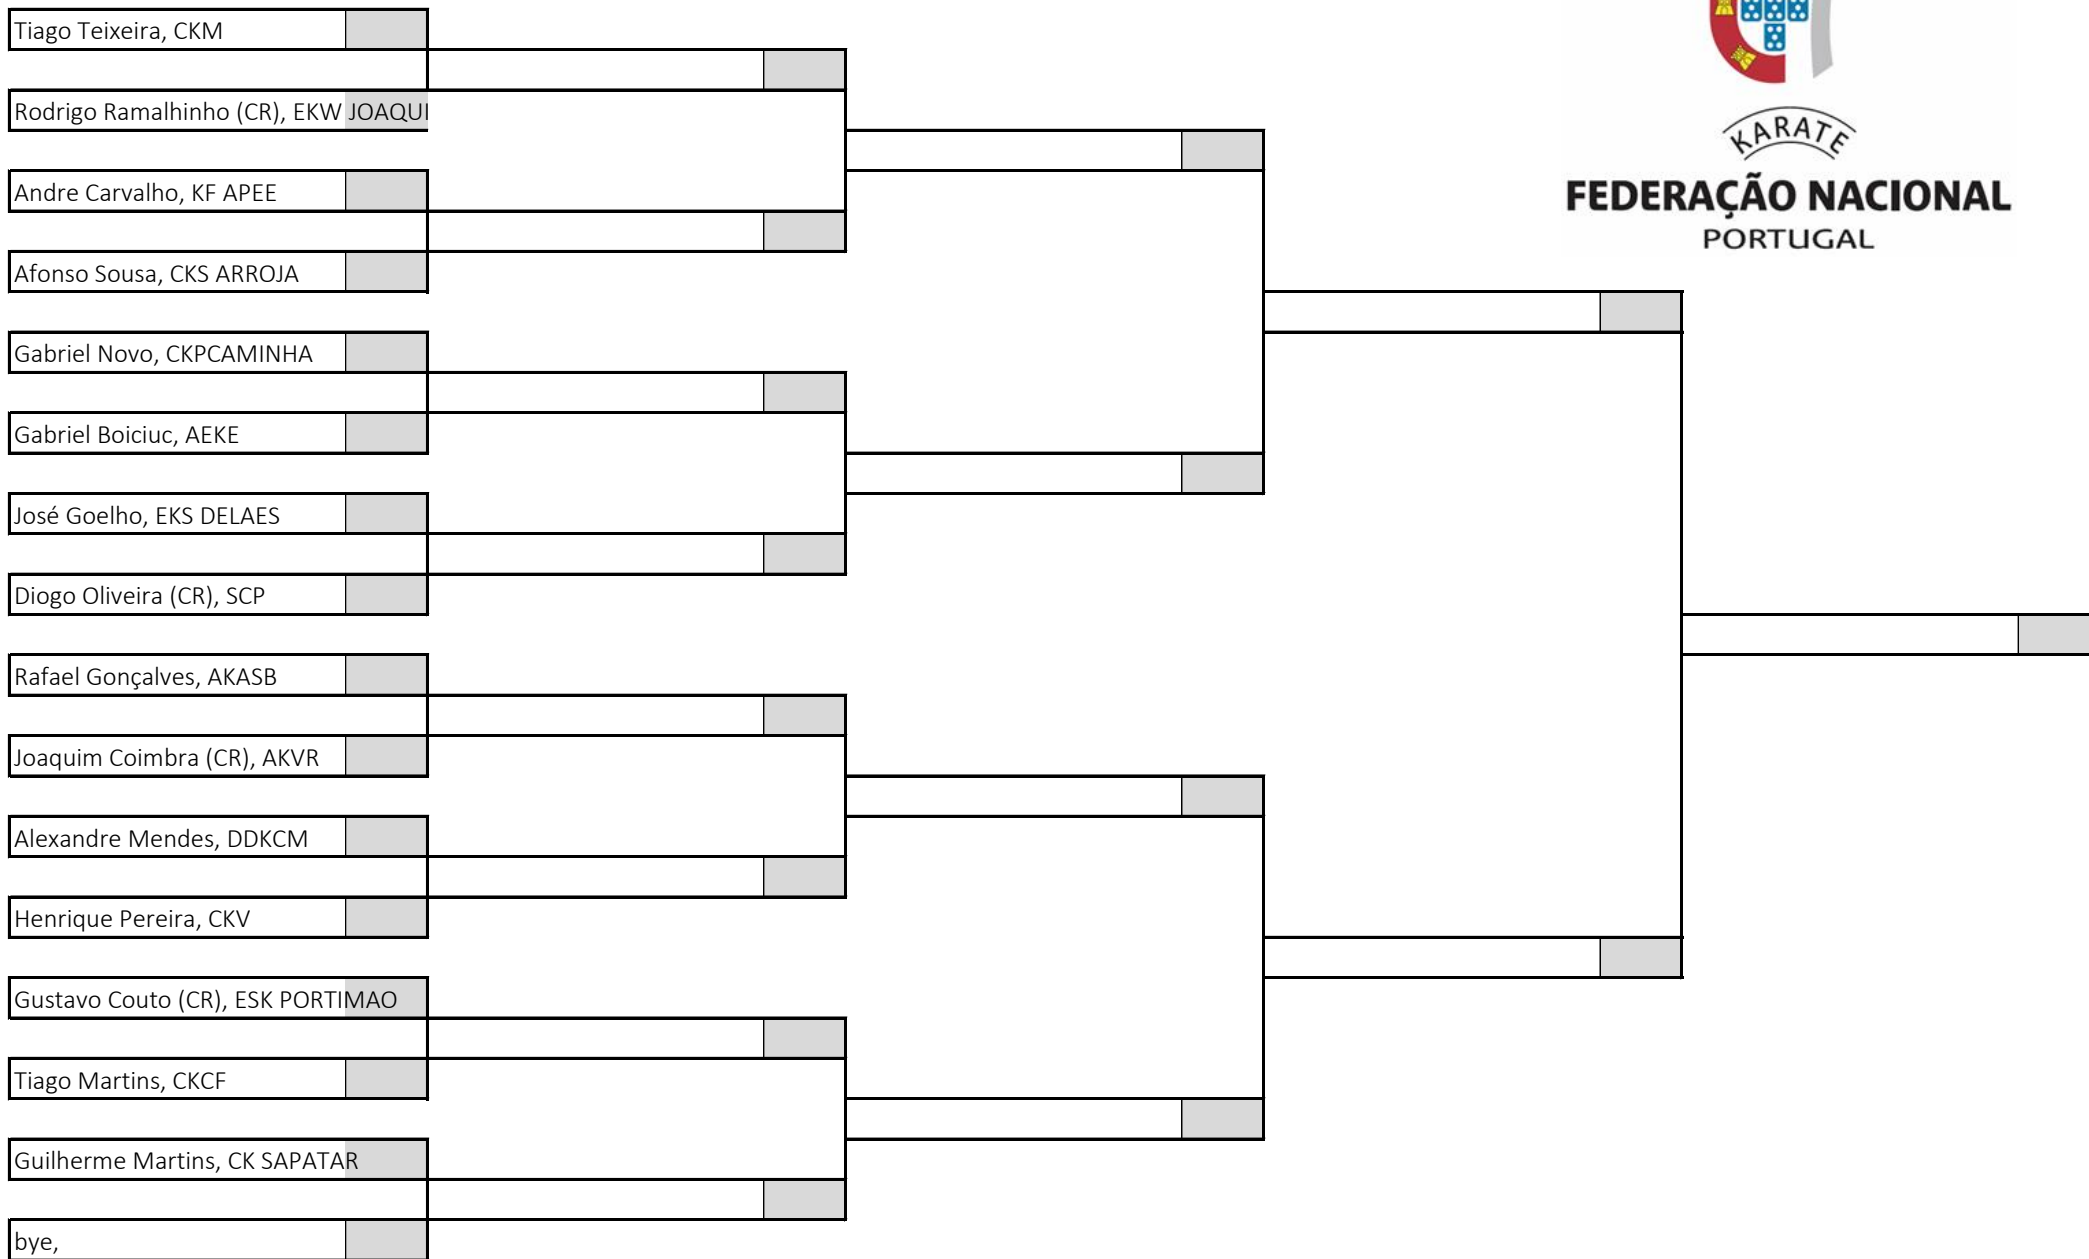 Tiago Teixeira, CKM
Rodrigo Ramalhinho (CR), EKW JOAQUI
Andre Carvalho, KF APEE
Afonso Sousa, CKS ARROJA
Gabriel Novo, CKPCAMINHA
Gabriel Boiciuc, AEKE
José Goelho, EKS DELAES
Diogo Oliveira (CR), SCP
Rafael Gonçalves, AKASB
Joaquim Coimbra (CR), AKVR
Alexandre Mendes, DDKCM
Henrique Pereira, CKV
Gustavo Couto (CR), ESK PORTIMAO
Tiago Martins, CKCF
Guilherme Martins, CK SAPATAR
bye,
KARATE
FEDERAÇÃO NACIONAL
PORTUGAL